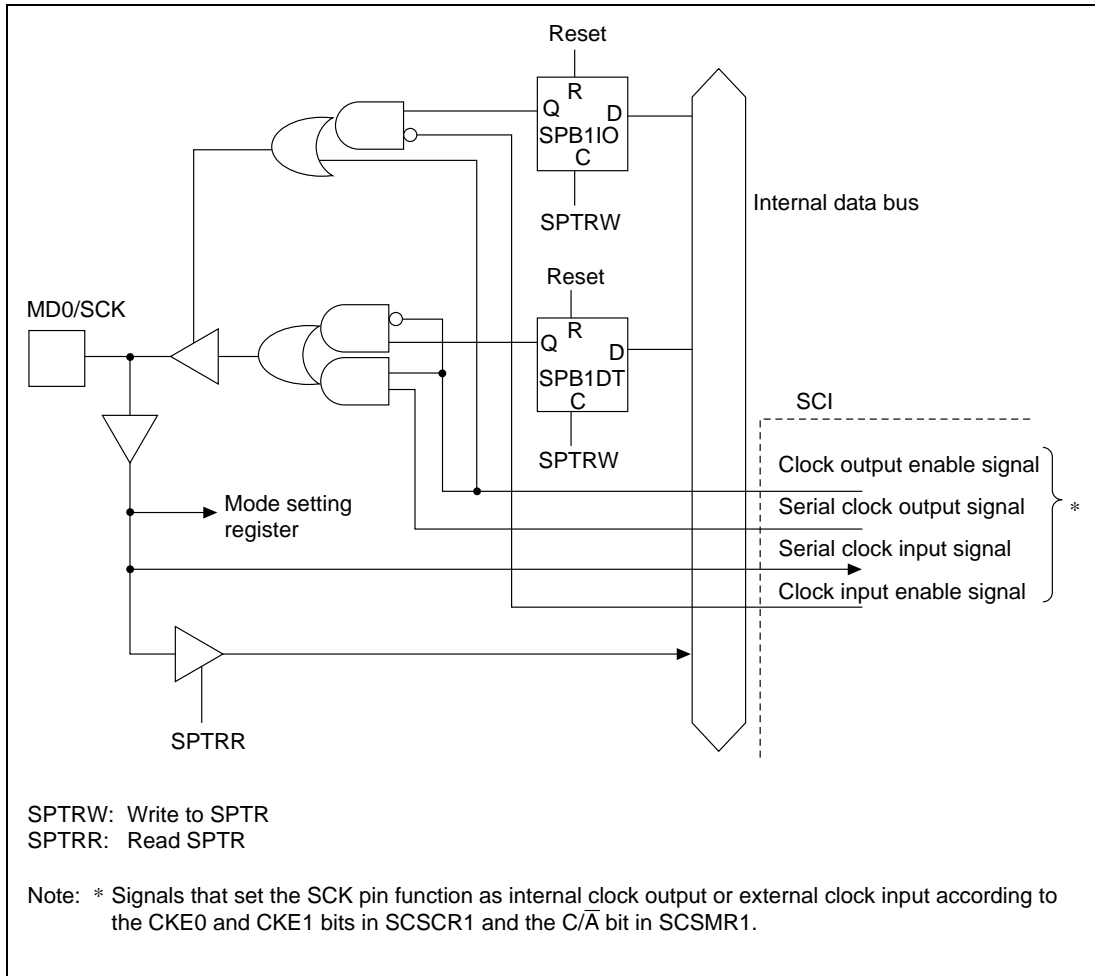 Reset
R
Q
D
SPB1IO
C
SPTRW
Internal data bus
Reset
MD0/SCK
R
Q
D
SPB1DT
C
SCI
SPTRW
Clock output enable signal
Serial clock output signal
*
Mode setting
register
Serial clock input signal
Clock input enable signal
SPTRR
SPTRW: Write to SPTR
SPTRR: Read SPTR
Note: * Signals that set the SCK pin function as internal clock output or external clock input according to
the CKE0 and CKE1 bits in SCSCR1 and the C/A̅ bit in SCSMR1.